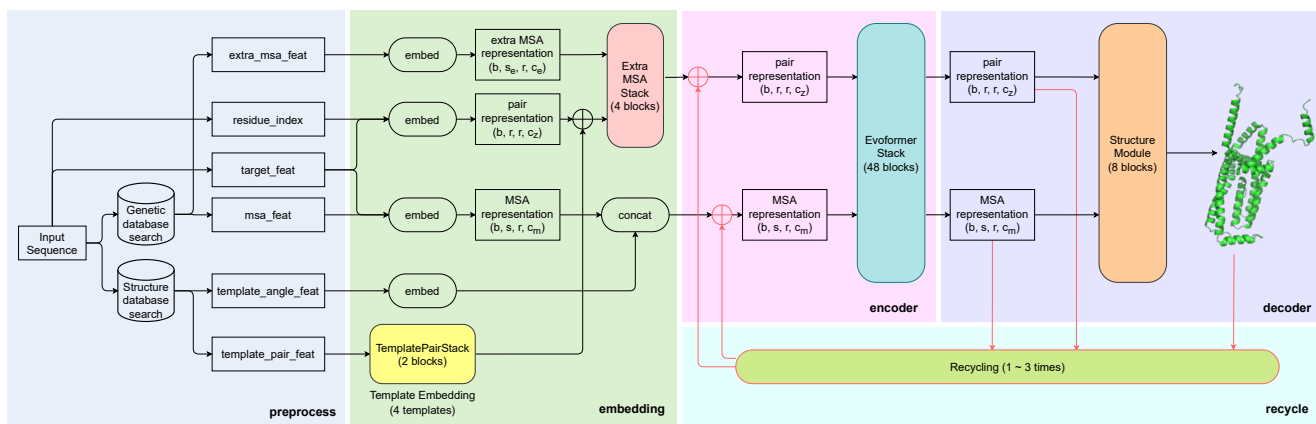 extra_msa_feat
residue_index
target_feat
msa_feat
template_angle_feat
template_pair_feat
Input
Sequence
Genetic
database
search
Structure
database
search
preprocess
embed
embed
embed
embed
extra MSA
representation
(b, sₑ, r, cₑ)
pair
representation
(b, r, r, c_z)
MSA
representation
(b, s, r, cₘ)
TemplatePairStack
(2 blocks)
Template Embedding
(4 templates)
Extra
MSA
Stack
(4 blocks)
concat
embedding
pair
representation
(b, r, r, c_z)
MSA
representation
(b, s, r, cₘ)
Evoformer
Stack
(48 blocks)
encoder
pair
representation
(b, r, r, c_z)
MSA
representation
(b, s, r, cₘ)
Structure
Module
(8 blocks)
decoder
Recycling (1 ~ 3 times)
recycle